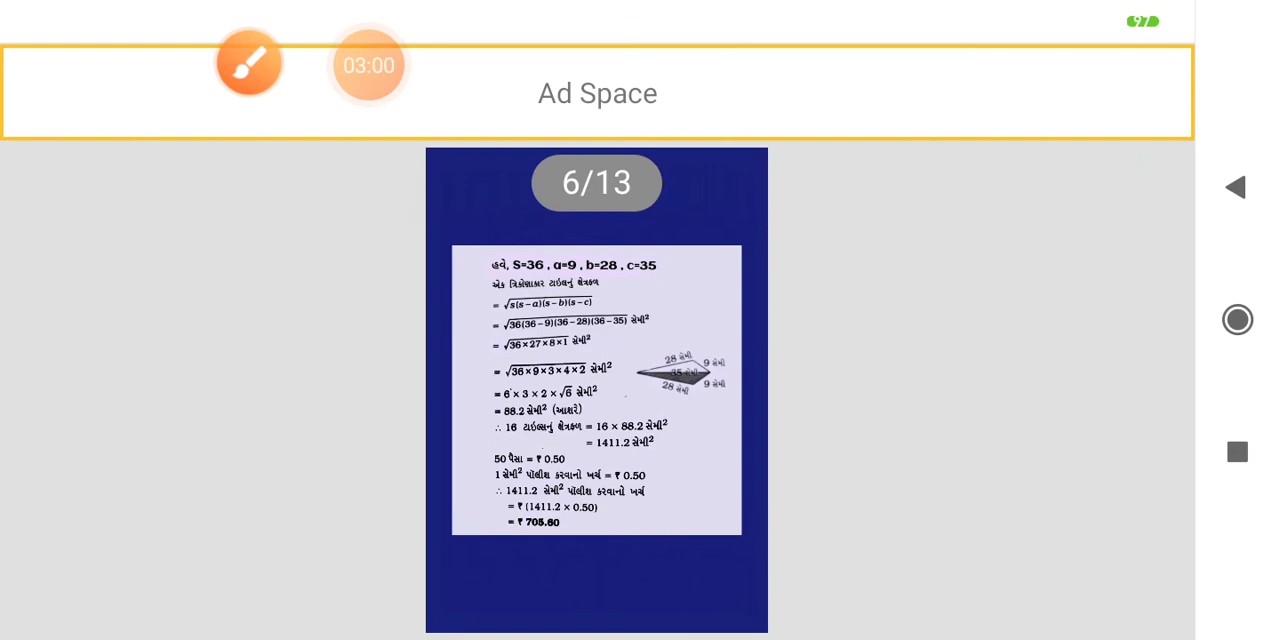 97
03:00
Ad Space
6/13
હવે, S=36 , a=9 , b=28 , c=35
એક ત્રિકોણાકાર ટાઇલનું ક્ષેત્રફળ
= √s(s−a)(s−b)(s−c)
= √36(36−9)(36−28)(36−35) સેમી²
= √36×27×8×1 સેમી²
= √36×9×3×4×2 સેમી²
28 સેમી 9 સેમી
35 સેમી
28 સેમી 9 સેમી
= 6 × 3 × 2 × √6 સેમી²
= 88.2 સેમી² (આશરે)
∴ 16 ટાઇલ્સનું ક્ષેત્રફળ = 16 × 88.2 સેમી²
= 1411.2 સેમી²
50 પૈસા = ₹ 0.50
1 સેમી² પૉલીશ કરવાનો ખર્ચ = ₹ 0.50
∴ 1411.2 સેમી² પૉલીશ કરવાનો ખર્ચ
= ₹ (1411.2 × 0.50)
= ₹ 705.60